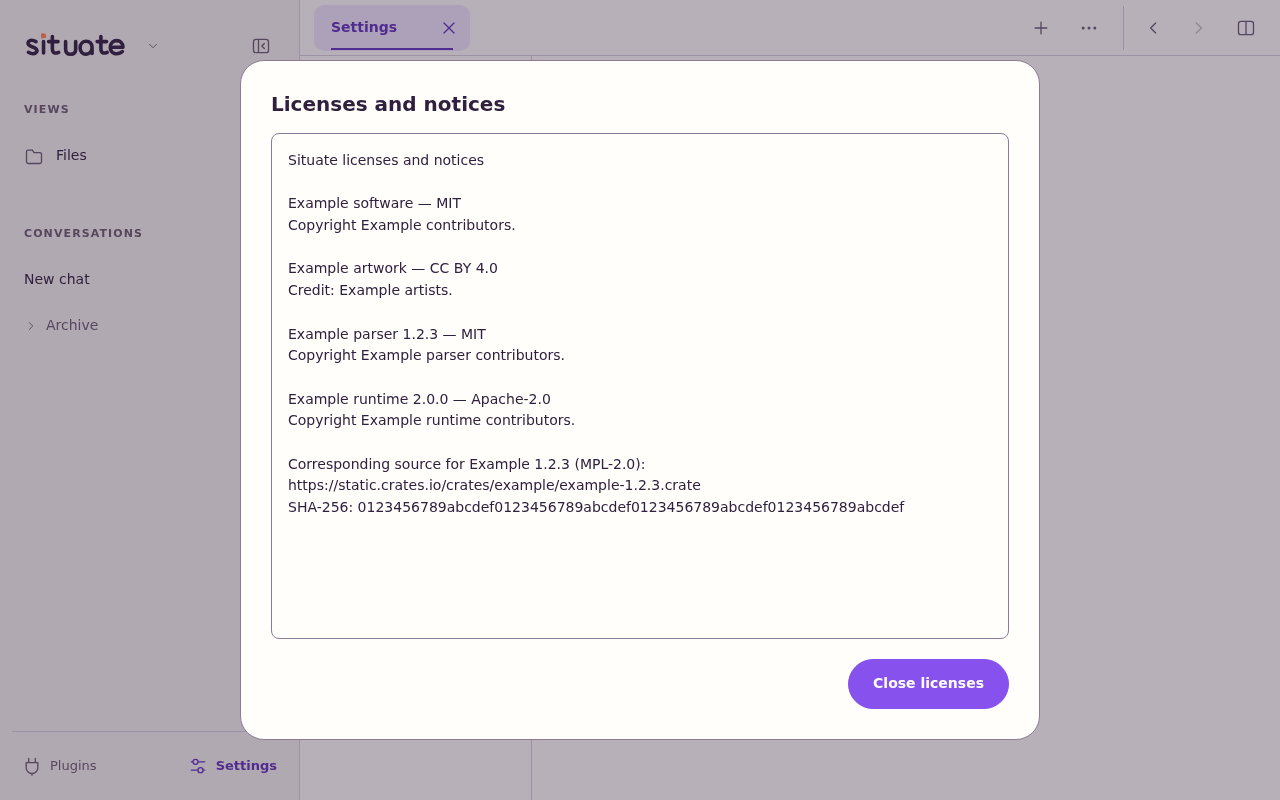 situate
Settings
VIEWS
Files
CONVERSATIONS
New chat
Archive
Licenses and notices
Situate licenses and notices
Example software — MIT
Copyright Example contributors.
Example artwork — CC BY 4.0
Credit: Example artists.
Example parser 1.2.3 — MIT
Copyright Example parser contributors.
Example runtime 2.0.0 — Apache-2.0
Copyright Example runtime contributors.
Corresponding source for Example 1.2.3 (MPL-2.0):
https://static.crates.io/crates/example/example-1.2.3.crate
SHA-256: 0123456789abcdef0123456789abcdef0123456789abcdef0123456789abcdef
Close licenses
Plugins
Settings